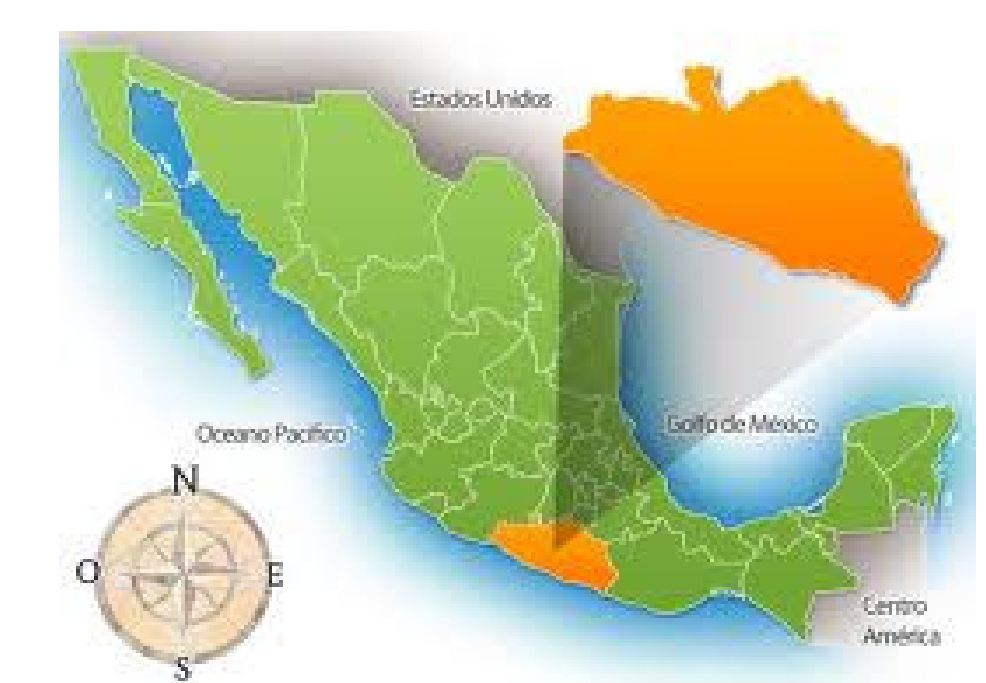 Estados Unidos
Golfo de México
Oceano Pacifico
N
O
E
S
Centro
América